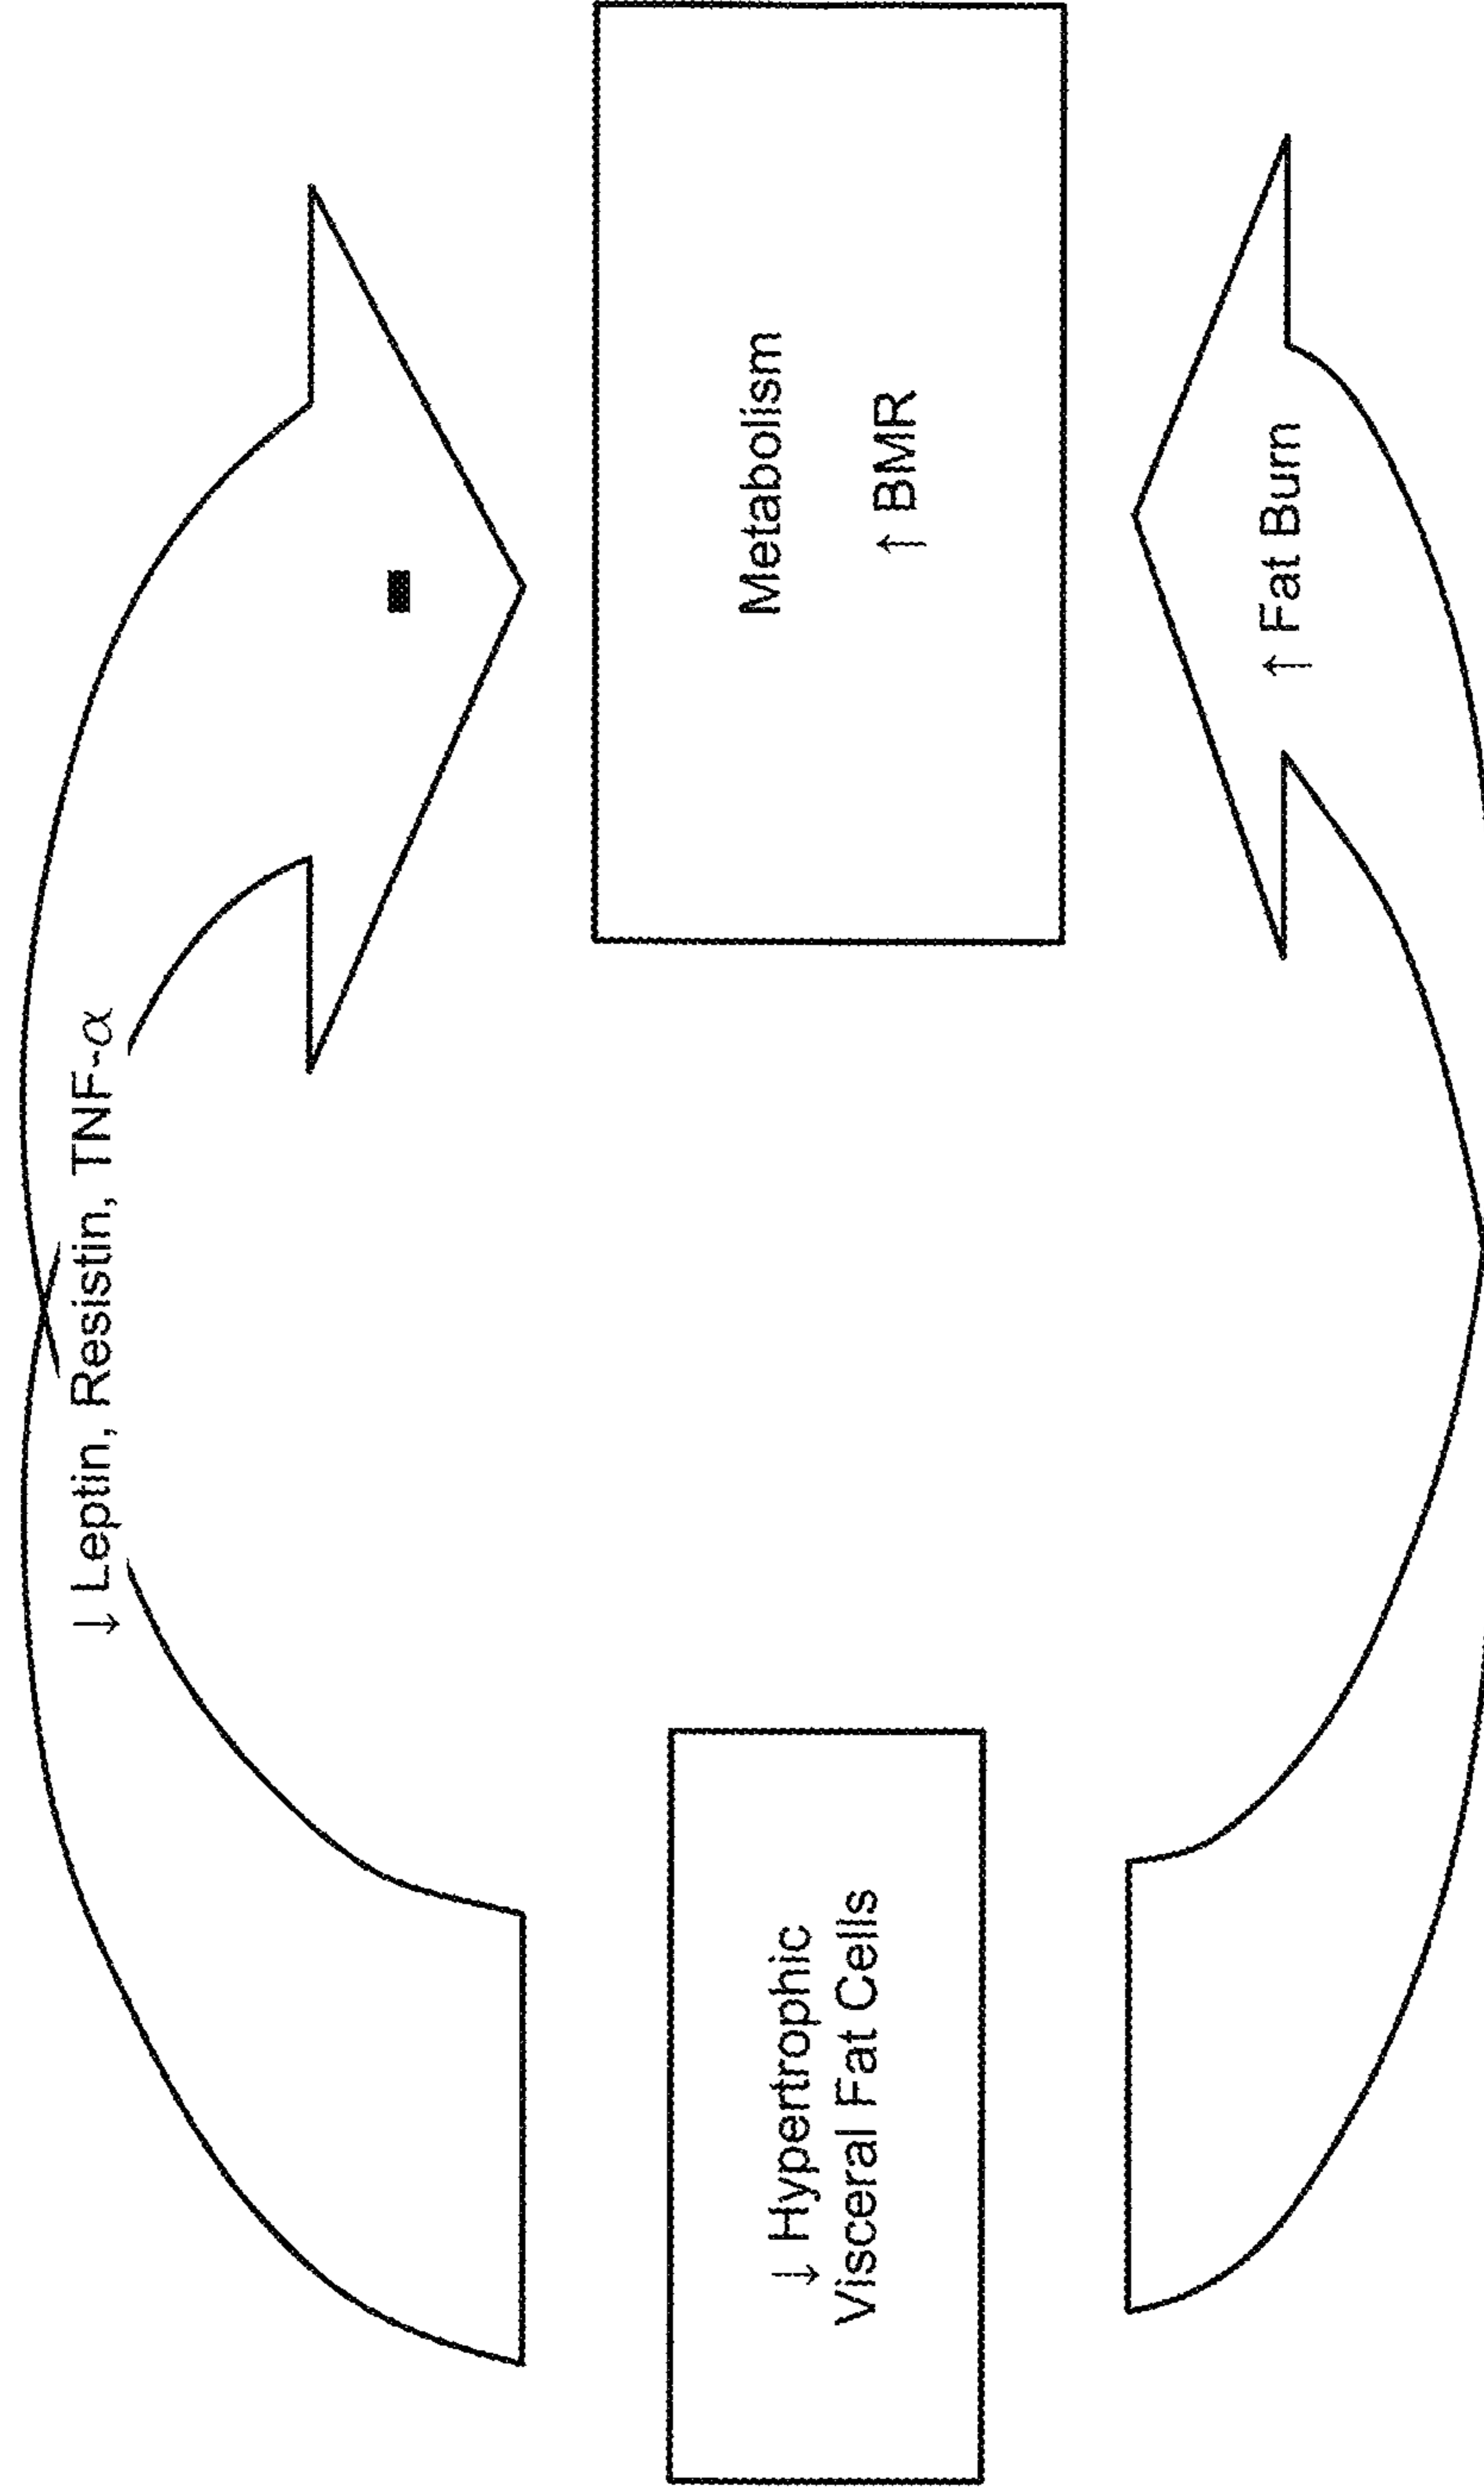 ↓ Leptin, Resistin, TNF-α
-
↓ Hypertrophic
Visceral Fat Cells
Metabolism
↑ BMR
↑ Fat Burn